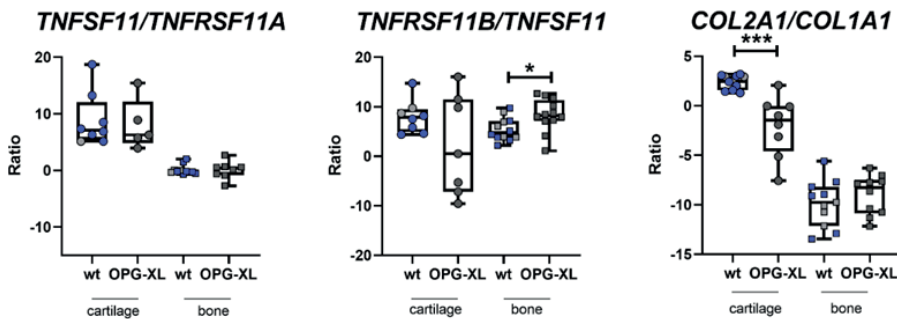 TNFSF11/TNFRSF11A
TNFRSF11B/TNFSF11
COL2A1/COL1A1
Ratio
20
10
0
-10
wt OPG-XL wt OPG-XL
cartilage
bone
Ratio
20
10
0
-10
-20
*
wt OPG-XL wt OPG-XL
cartilage
bone
Ratio
5
0
-5
-10
-15
***
wt OPG-XL wt OPG-XL
cartilage
bone